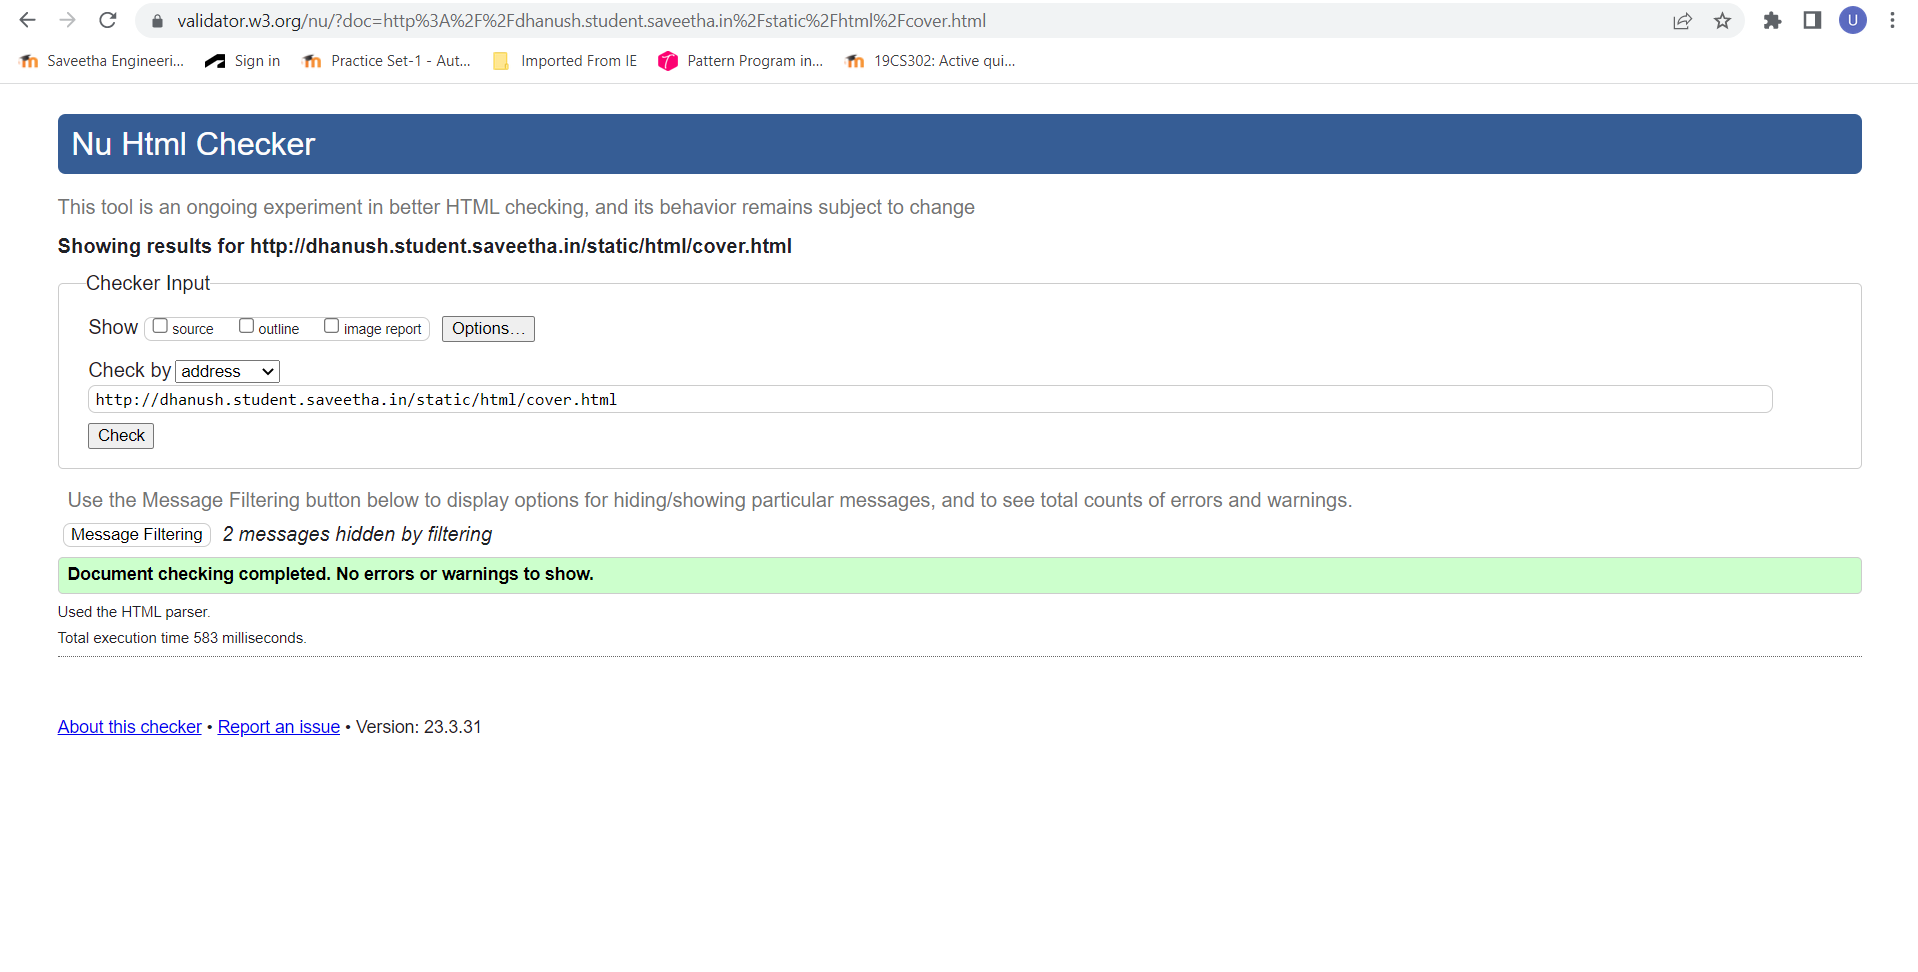 validator.w3.org/nu/?doc=http%3A%2F%2Fdhanush.student.saveetha.in%2Fstatic%2Fhtml%2Fcover.html
U
Saveetha Engineeri... Sign in Practice Set-1 - Aut... Imported From IE Pattern Program in... 19CS302: Active qui...
Nu Html Checker
This tool is an ongoing experiment in better HTML checking, and its behavior remains subject to change
Showing results for http://dhanush.student.saveetha.in/static/html/cover.html
Checker Input
Show source outline image report Options…
Check by address
http://dhanush.student.saveetha.in/static/html/cover.html
Check
Use the Message Filtering button below to display options for hiding/showing particular messages, and to see total counts of errors and warnings.
Message Filtering 2 messages hidden by filtering
Document checking completed. No errors or warnings to show.
Used the HTML parser.
Total execution time 583 milliseconds.
About this checker • Report an issue • Version: 23.3.31